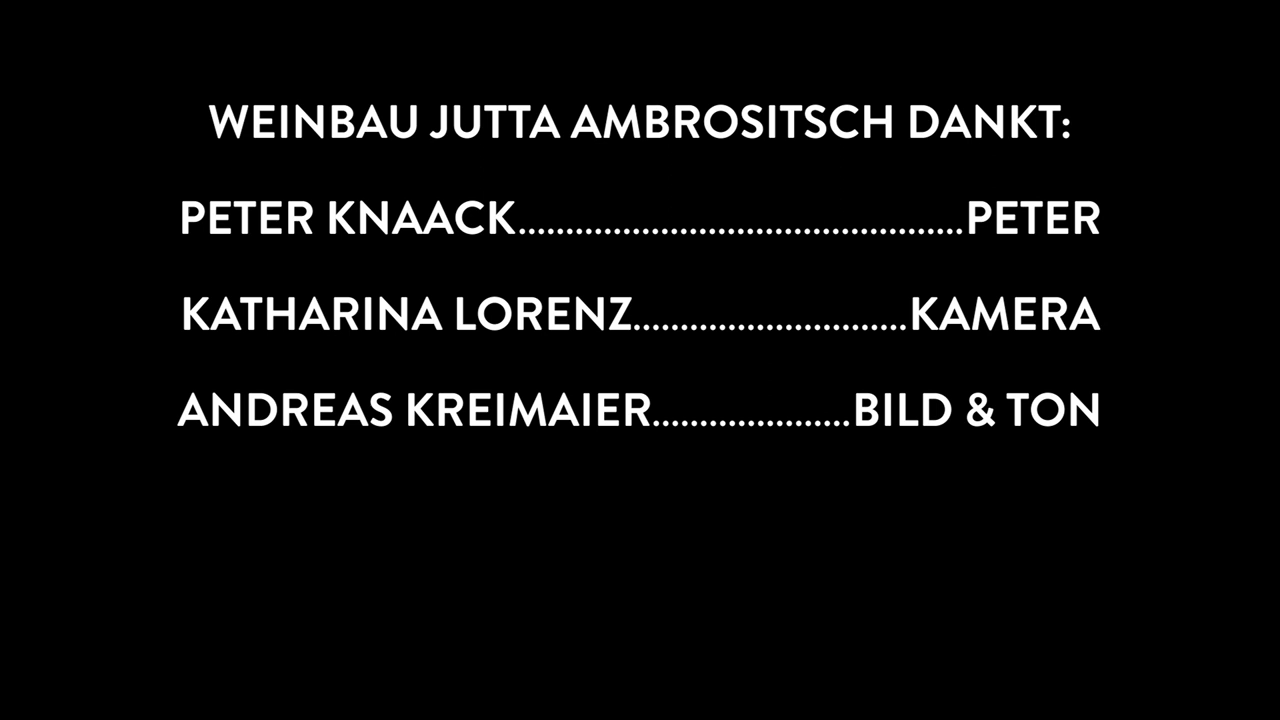 WEINBAU JUTTA AMBROSITSCH DANKT:
PETER KNAACK...............................................PETER
KATHARINA LORENZ.............................KAMERA
ANDREAS KREIMAIER.....................BILD & TON